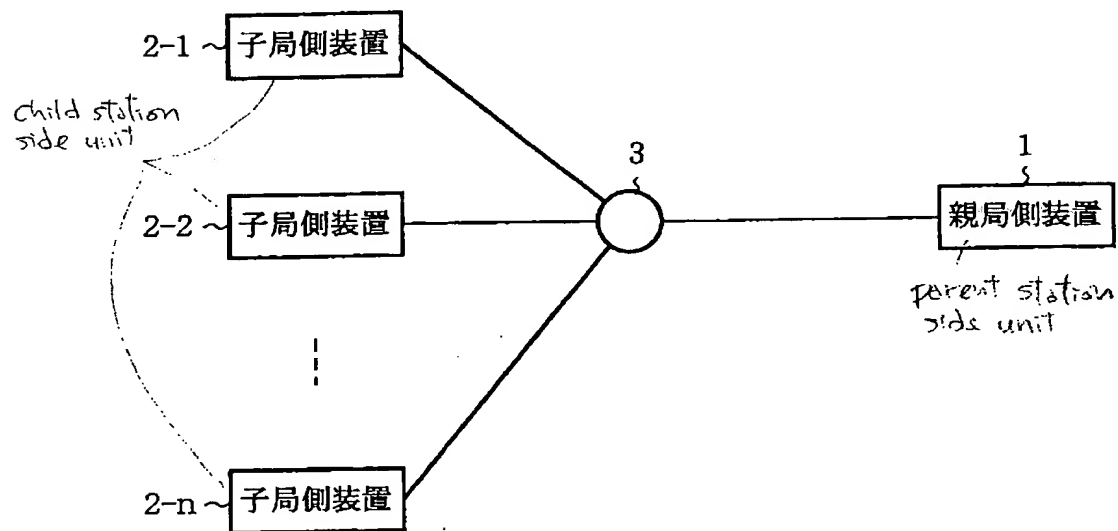 2-1 子局側装置
child station
side unit
3
1
2-2 子局側装置
親局側装置
parent station
side unit
2-n 子局側装置